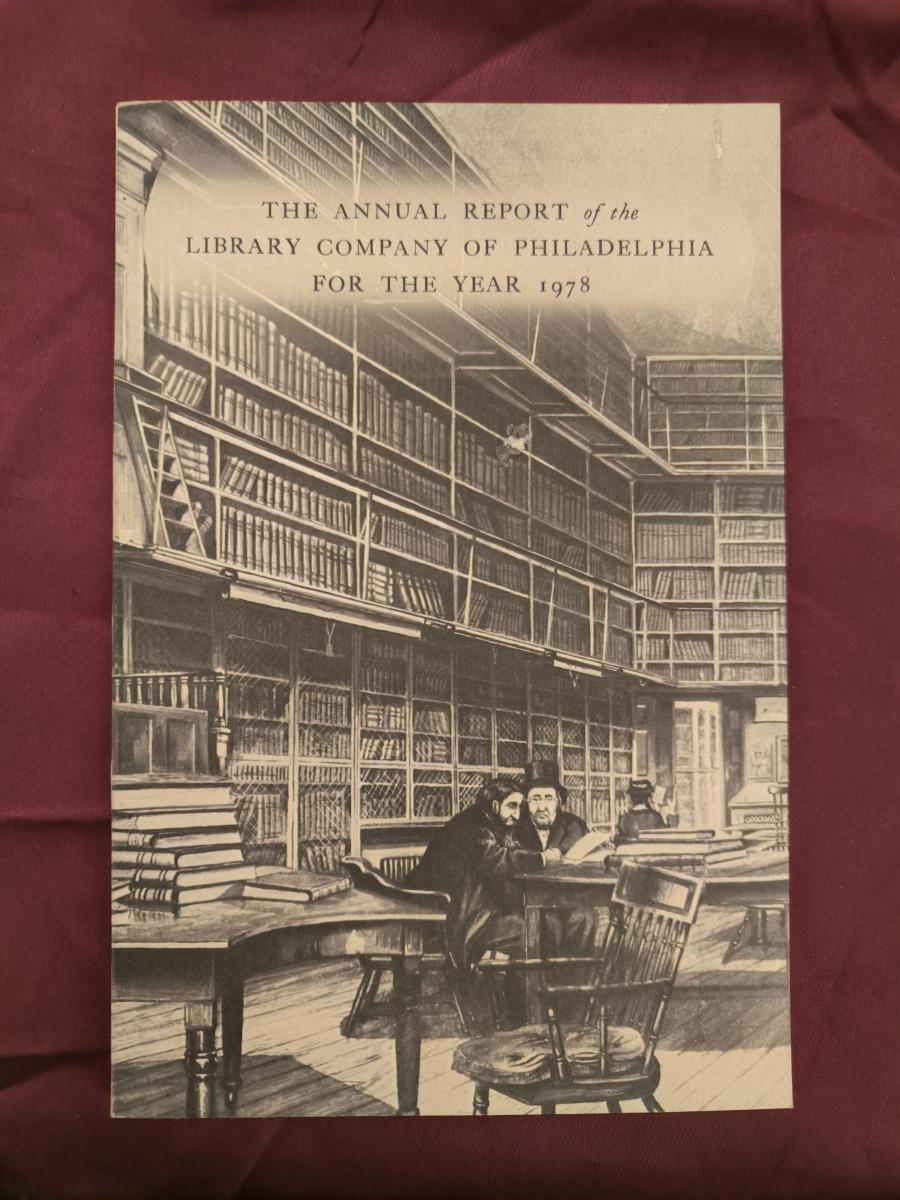 THE ANNUAL REPORT of the
LIBRARY COMPANY OF PHILADELPHIA
FOR THE YEAR 1978